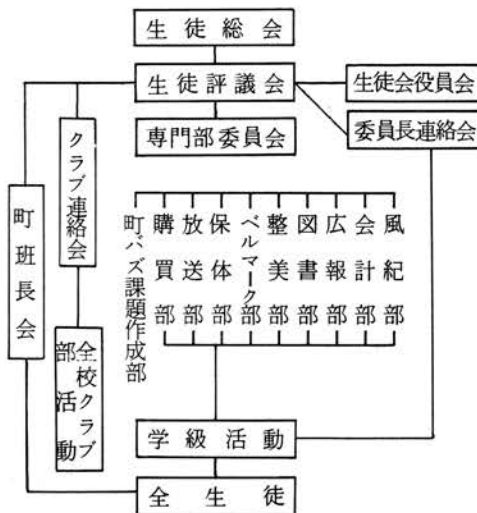 生徒総会
生徒評議会
生徒会役員会
専門部委員会
委員長連絡会
クラブ連絡会
町班長会
風紀部
会計部
広報部
図書部
整美部
ベルマーク部
保体部
放送部
購買部
町バズ課題作成部
全校クラブ
部活動
学級活動
全生徒